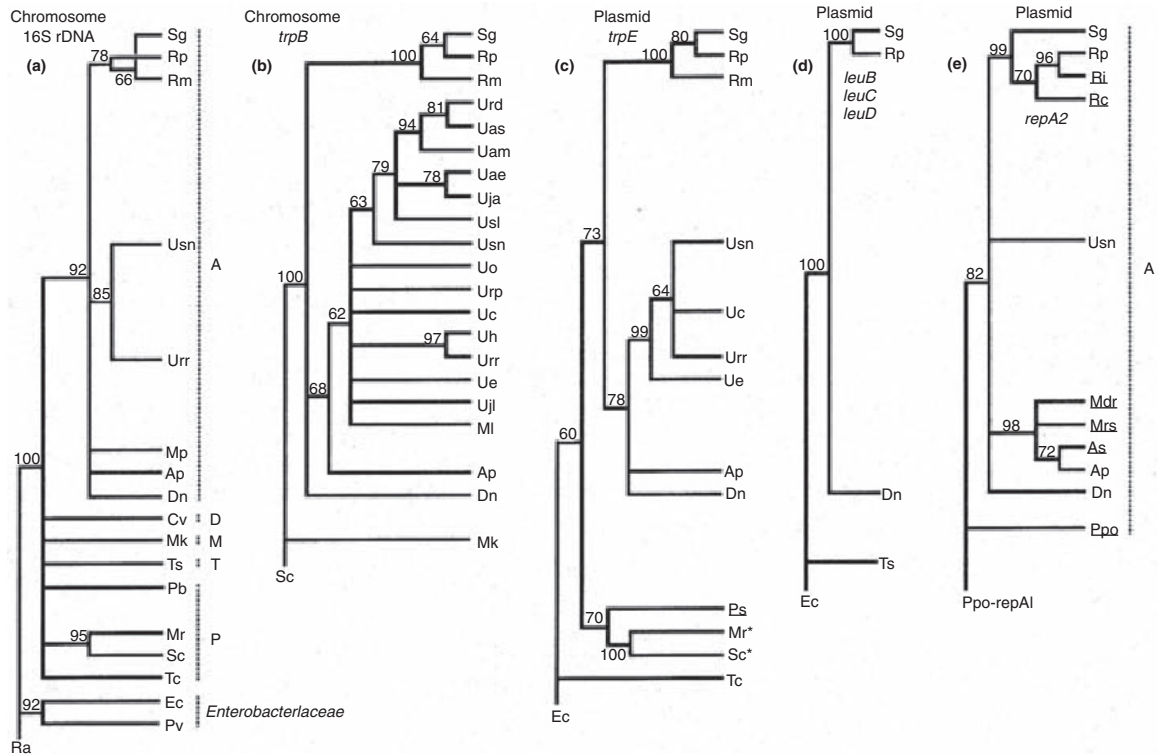 Chromosome
16S rDNA
(a)
78
66
Sg
Rp
Rm
92
85
Usn
Urr
A
Mp
Ap
Dn
100
Cv
D
Mk
M
Ts
T
Pb
95
Mr
Sc
P
Tc
92
Ec
Pv
Enterobacterlaceae
Ra
Chromosome
trpB
(b)
100
64
Sg
Rp
Rm
81
94
Urd
Uas
Uam
79
78
Uae
Uja
Usl
63
Usn
100
Uo
Urp
Uc
62
97
Uh
Urr
Ue
Ujl
Ml
68
Ap
Dn
Mk
Sc
Plasmid
trpE
(c)
100
80
Sg
Rp
Rm
73
Usn
64
Uc
99
Urr
Ue
78
Ap
Dn
60
70
Ps
Mr*
100
Sc*
Tc
Ec
Plasmid
(d)
100
Sg
Rp
leuB
leuC
leuD
100
Dn
Ts
Ec
Plasmid
(e)
99
Sg
96
Rp
70
Ri
Rc
repA2
Usn
82
A
98
Mdr
Mrs
72
As
Ap
Dn
Ppo
Ppo-repAI